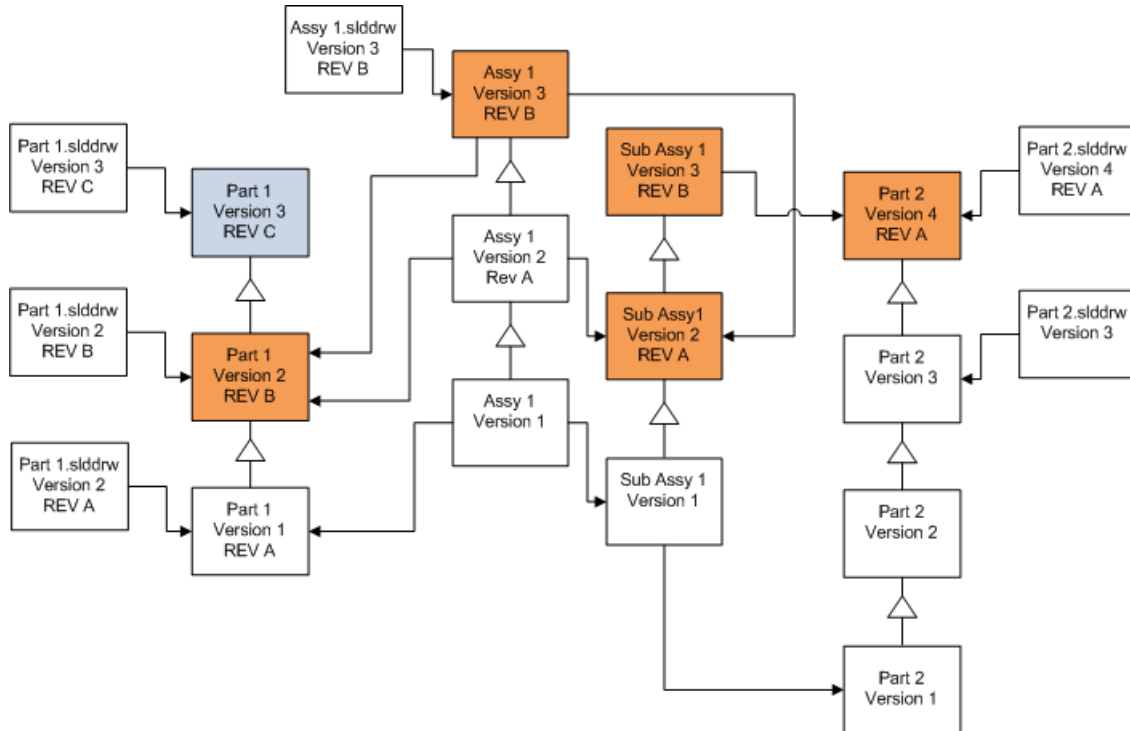 Assy 1.slddrw
Version 3
REV B
Assy 1
Version 3
REV B
Part 1.slddrw
Version 3
REV C
Part 1
Version 3
REV C
Sub Assy 1
Version 3
REV B
Part 2
Version 4
REV A
Part 2.slddrw
Version 4
REV A
Assy 1
Version 2
Rev A
Part 1.slddrw
Version 2
REV B
Part 1
Version 2
REV B
Sub Assy1
Version 2
REV A
Part 2
Version 3
Part 2.slddrw
Version 3
Assy 1
Version 1
Part 1.slddrw
Version 2
REV A
Part 1
Version 1
REV A
Sub Assy 1
Version 1
Part 2
Version 2
Part 2
Version 1